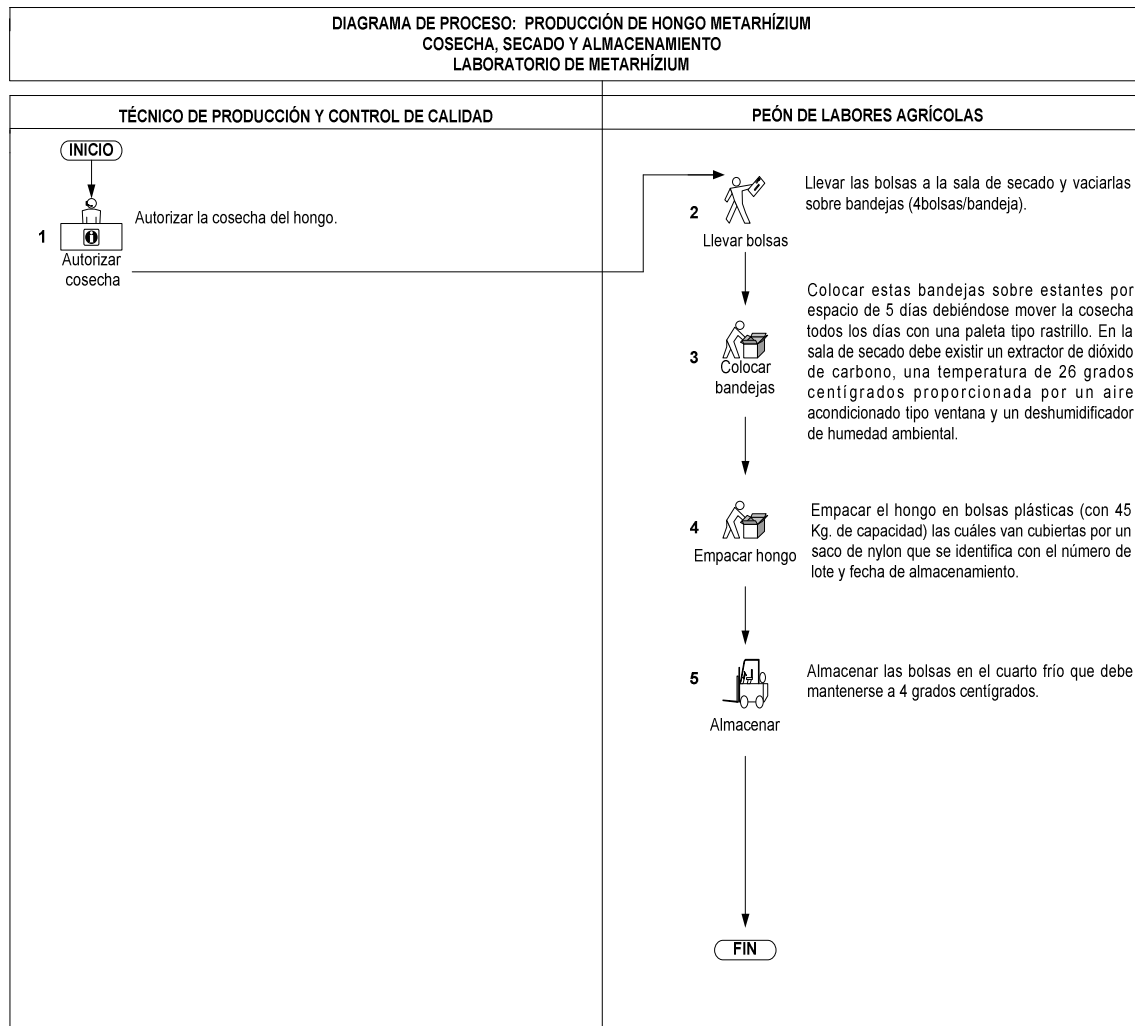 DIAGRAMA DE PROCESO: PRODUCCIÓN DE HONGO METARHÍZIUM
COSECHA, SECADO Y ALMACENAMIENTO
LABORATORIO DE METARHÍZIUM
TÉCNICO DE PRODUCCIÓN Y CONTROL DE CALIDAD
PEÓN DE LABORES AGRÍCOLAS
INICIO
1
Autorizar
cosecha
Autorizar la cosecha del hongo.
2
Llevar bolsas
Llevar las bolsas a la sala de secado y vaciarlas
sobre bandejas (4bolsas/bandeja).
3
Colocar
bandejas
Colocar estas bandejas sobre estantes por
espacio de 5 días debiéndose mover la cosecha
todos los días con una paleta tipo rastrillo. En la
sala de secado debe existir un extractor de dióxido
de carbono, una temperatura de 26 grados
centígrados proporcionada por un aire
acondicionado tipo ventana y un deshumidificador
de humedad ambiental.
4
Empacar hongo
Empacar el hongo en bolsas plásticas (con 45
Kg. de capacidad) las cuáles van cubiertas por un
saco de nylon que se identifica con el número de
lote y fecha de almacenamiento.
5
Almacenar
Almacenar las bolsas en el cuarto frío que debe
mantenerse a 4 grados centígrados.
FIN